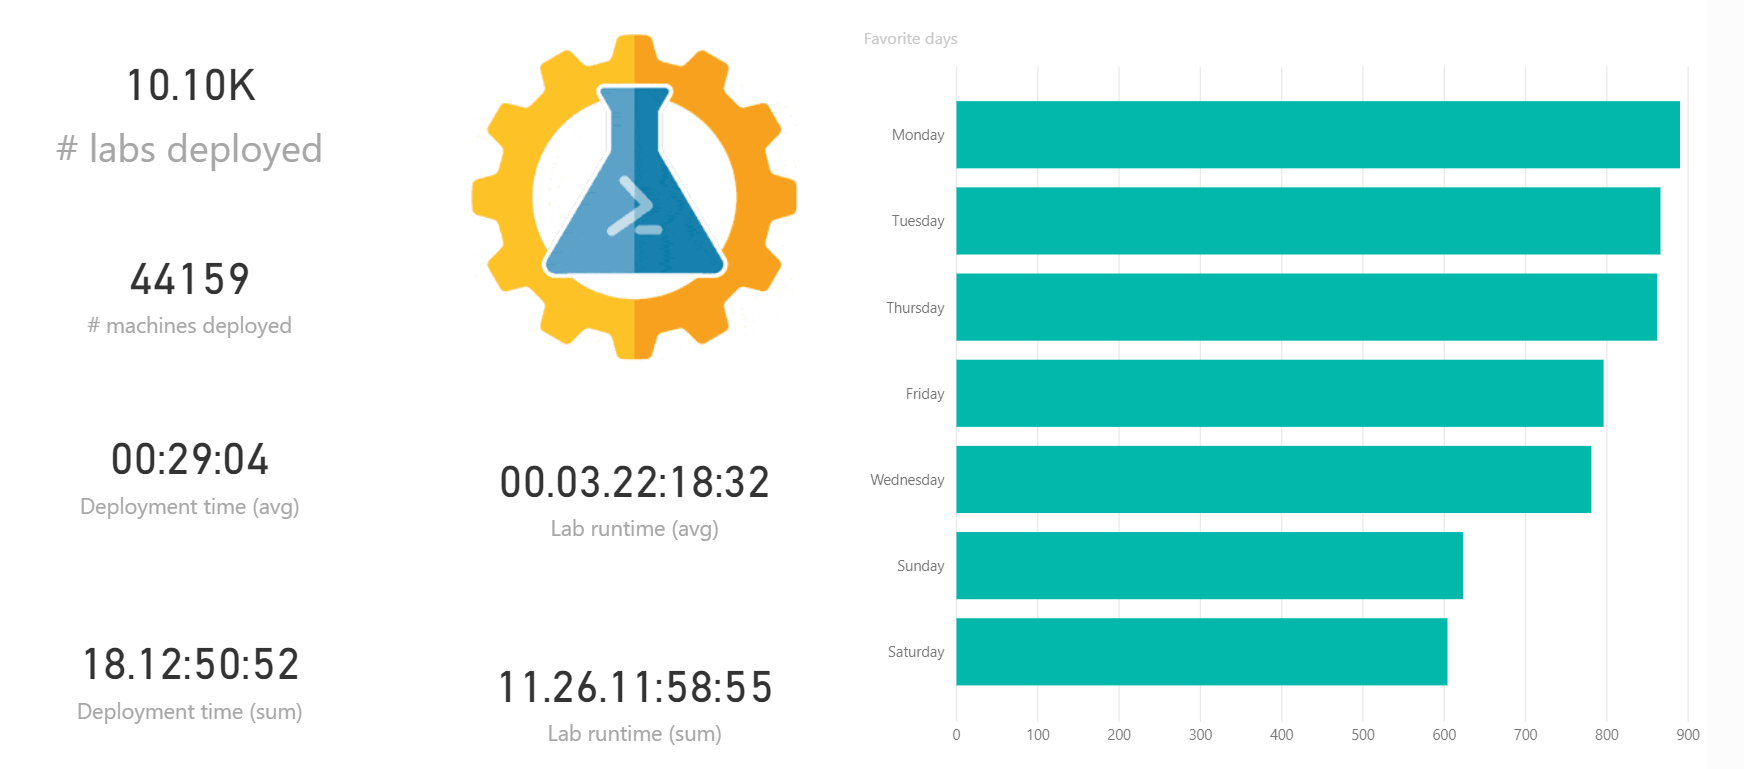 10.10K
# labs deployed
44159
# machines deployed
00:29:04
Deployment time (avg)
18.12:50:52
Deployment time (sum)
00.03.22:18:32
Lab runtime (avg)
11.26.11:58:55
Lab runtime (sum)
Favorite days
Monday
Tuesday
Thursday
Friday
Wednesday
Sunday
Saturday
0 100 200 300 400 500 600 700 800 900